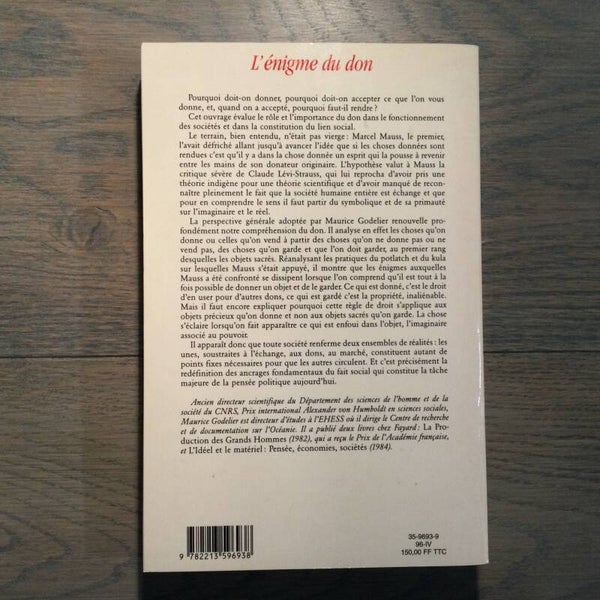 L'énigme du don
Pourquoi doit-on donner, pourquoi doit-on accepter ce que l'on vous
donne, et, quand on a accepté, pourquoi faut-il rendre ?
Cet ouvrage évalue le rôle et l'importance du don dans le fonctionnement
des sociétés et dans la constitution du lien social.
Le terrain, bien entendu, n'était pas vierge : Marcel Mauss, le premier,
l'avait défriché allant jusqu'à avancer l'idée que si les choses données sont
rendues c'est qu'il y a dans la chose donnée un esprit qui la pousse à revenir
entre les mains de son donateur originaire. L'hypothèse valut à Mauss la
critique sévère de Claude Lévi-Strauss, qui lui reprocha d'avoir pris une
théorie indigène pour une théorie scientifique et d'avoir manqué de recon-
naître pleinement le fait que la société humaine entière est échange et que
pour en comprendre le sens il faut partir du symbolique et de sa primauté
sur l'imaginaire et le réel.
La perspective générale adoptée par Maurice Godelier renouvelle pro-
fondément notre compréhension du don. Il analyse en effet les choses qu'on
donne ou celles qu'on vend à partir des choses qu'on ne donne pas ou ne
vend pas, des choses qu'on garde et que l'on doit garder, au premier rang
desquelles les objets sacrés. Réanalysant les pratiques du potlatch et du kula
sur lesquelles Mauss s'était appuyé, il montre que les énigmes auxquelles
Mauss a été confronté se dissipent lorsque l'on comprend qu'il est tout à la
fois possible de donner un objet et de le garder. Ce qui est donné, c'est le droit
d'en user pour d'autres dons, ce qui est gardé c'est la propriété, inaliénable.
Mais il faut encore expliquer pourquoi cette règle de droit s'applique aux
objets précieux qu'on donne et non aux objets sacrés qu'on garde. La chose
s'éclaire lorsqu'on fait apparaître ce qui est enfoui dans l'objet, l'imaginaire
associé au pouvoir.
Il apparaît donc que toute société renferme deux ensembles de réalités : les
unes, soustraites à l'échange, aux dons, au marché, constituent autant de
points fixes nécessaires pour que les autres circulent. Et c'est précisément la
redéfinition des ancrages fondamentaux du fait social qui constitue la tâche
majeure de la pensée politique aujourd'hui.
Ancien directeur scientifique du Département des sciences de l'homme et de la
société du CNRS, Prix international Alexander von Humboldt en sciences sociales,
Maurice Godelier est directeur d'études à l'EHESS où il dirige le Centre de recherche
et de documentation sur l'Océanie. Il a publié deux livres chez Fayard : La Pro-
duction des Grands Hommes (1982), qui a reçu le Prix de l'Académie française,
et L'Idéel et le matériel : Pensée, économies, sociétés (1984).
9 782213 596938
35-9693-9
96-IV
150,00 FF TTC